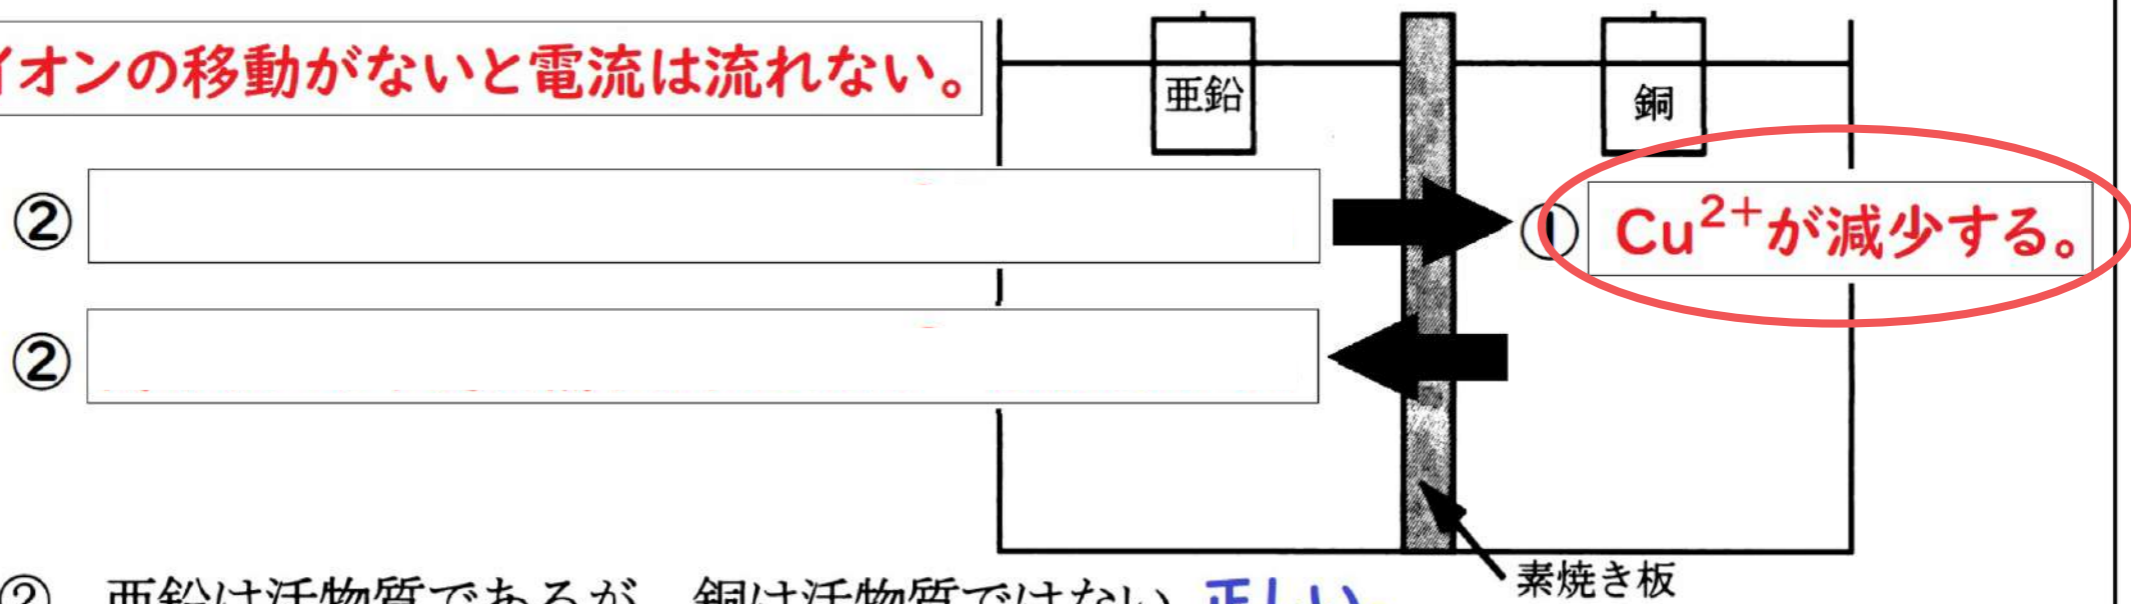 イオンの移動がないと電流は流れない。
亜鉛
銅
②
① Cu²⁺が減少する。
②
素焼き板
② 亜鉛は活物質であるが、銅は活物質ではない 正しい。